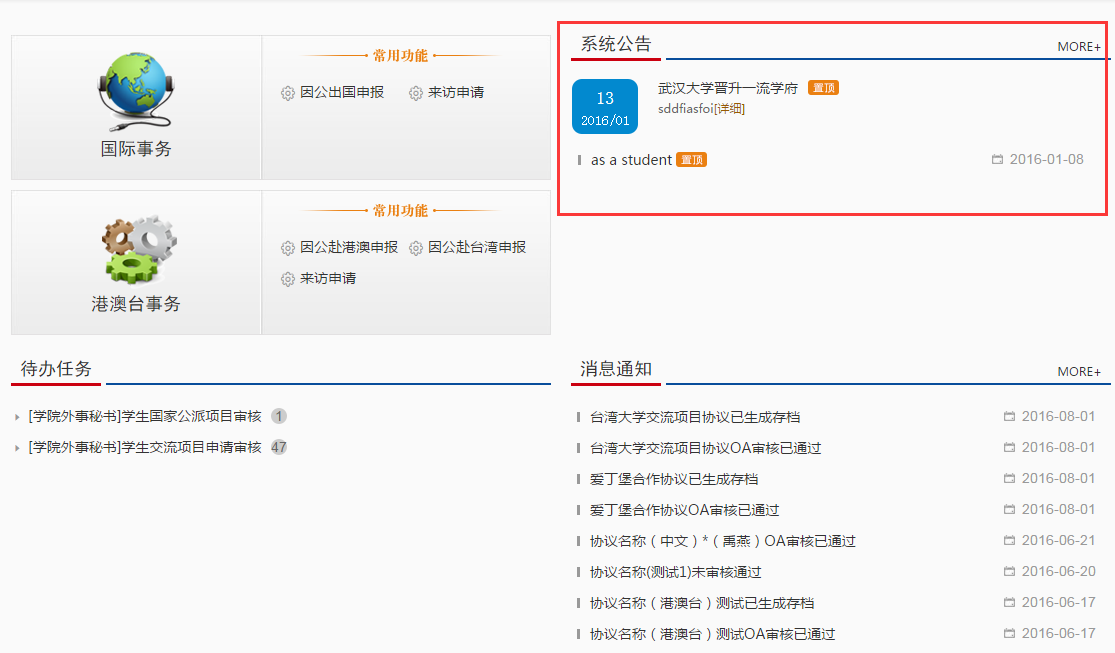 常用功能
因公出国申报 来访申请
国际事务
常用功能
因公赴港澳申报 因公赴台湾申报
来访申请
港澳台事务
系统公告 MORE+
13
2016/01
武汉大学晋升一流学府 置顶
sddfiasfoi[详细]
as a student 置顶 2016-01-08
待办任务
[学院外事秘书]学生国家公派项目审核 1
[学院外事秘书]学生交流项目申请审核 47
消息通知 MORE+
台湾大学交流项目协议已生成存档 2016-08-01
台湾大学交流项目协议OA审核已通过 2016-08-01
爱丁堡合作协议已生成存档 2016-08-01
爱丁堡合作协议OA审核已通过 2016-08-01
协议名称（中文）*（禹燕）OA审核已通过 2016-06-21
协议名称(测试1)未审核通过 2016-06-20
协议名称（港澳台）测试已生成存档 2016-06-17
协议名称（港澳台）测试OA审核已通过 2016-06-17